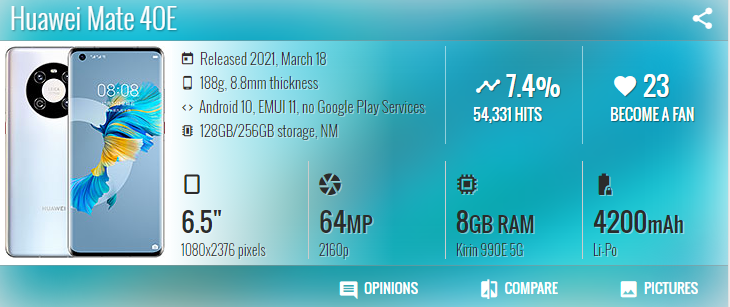 Huawei Mate 40E
Released 2021, March 18
188g, 8.8mm thickness
Android 10, EMUI 11, no Google Play Services
128GB/256GB storage, NM
7.4%
54,331 HITS
23
BECOME A FAN
08:08
HUAWEI
6.5"
1080x2376 pixels
64MP
2160p
8GB RAM
Kirin 990E 5G
4200mAh
Li-Po
OPINIONS
COMPARE
PICTURES